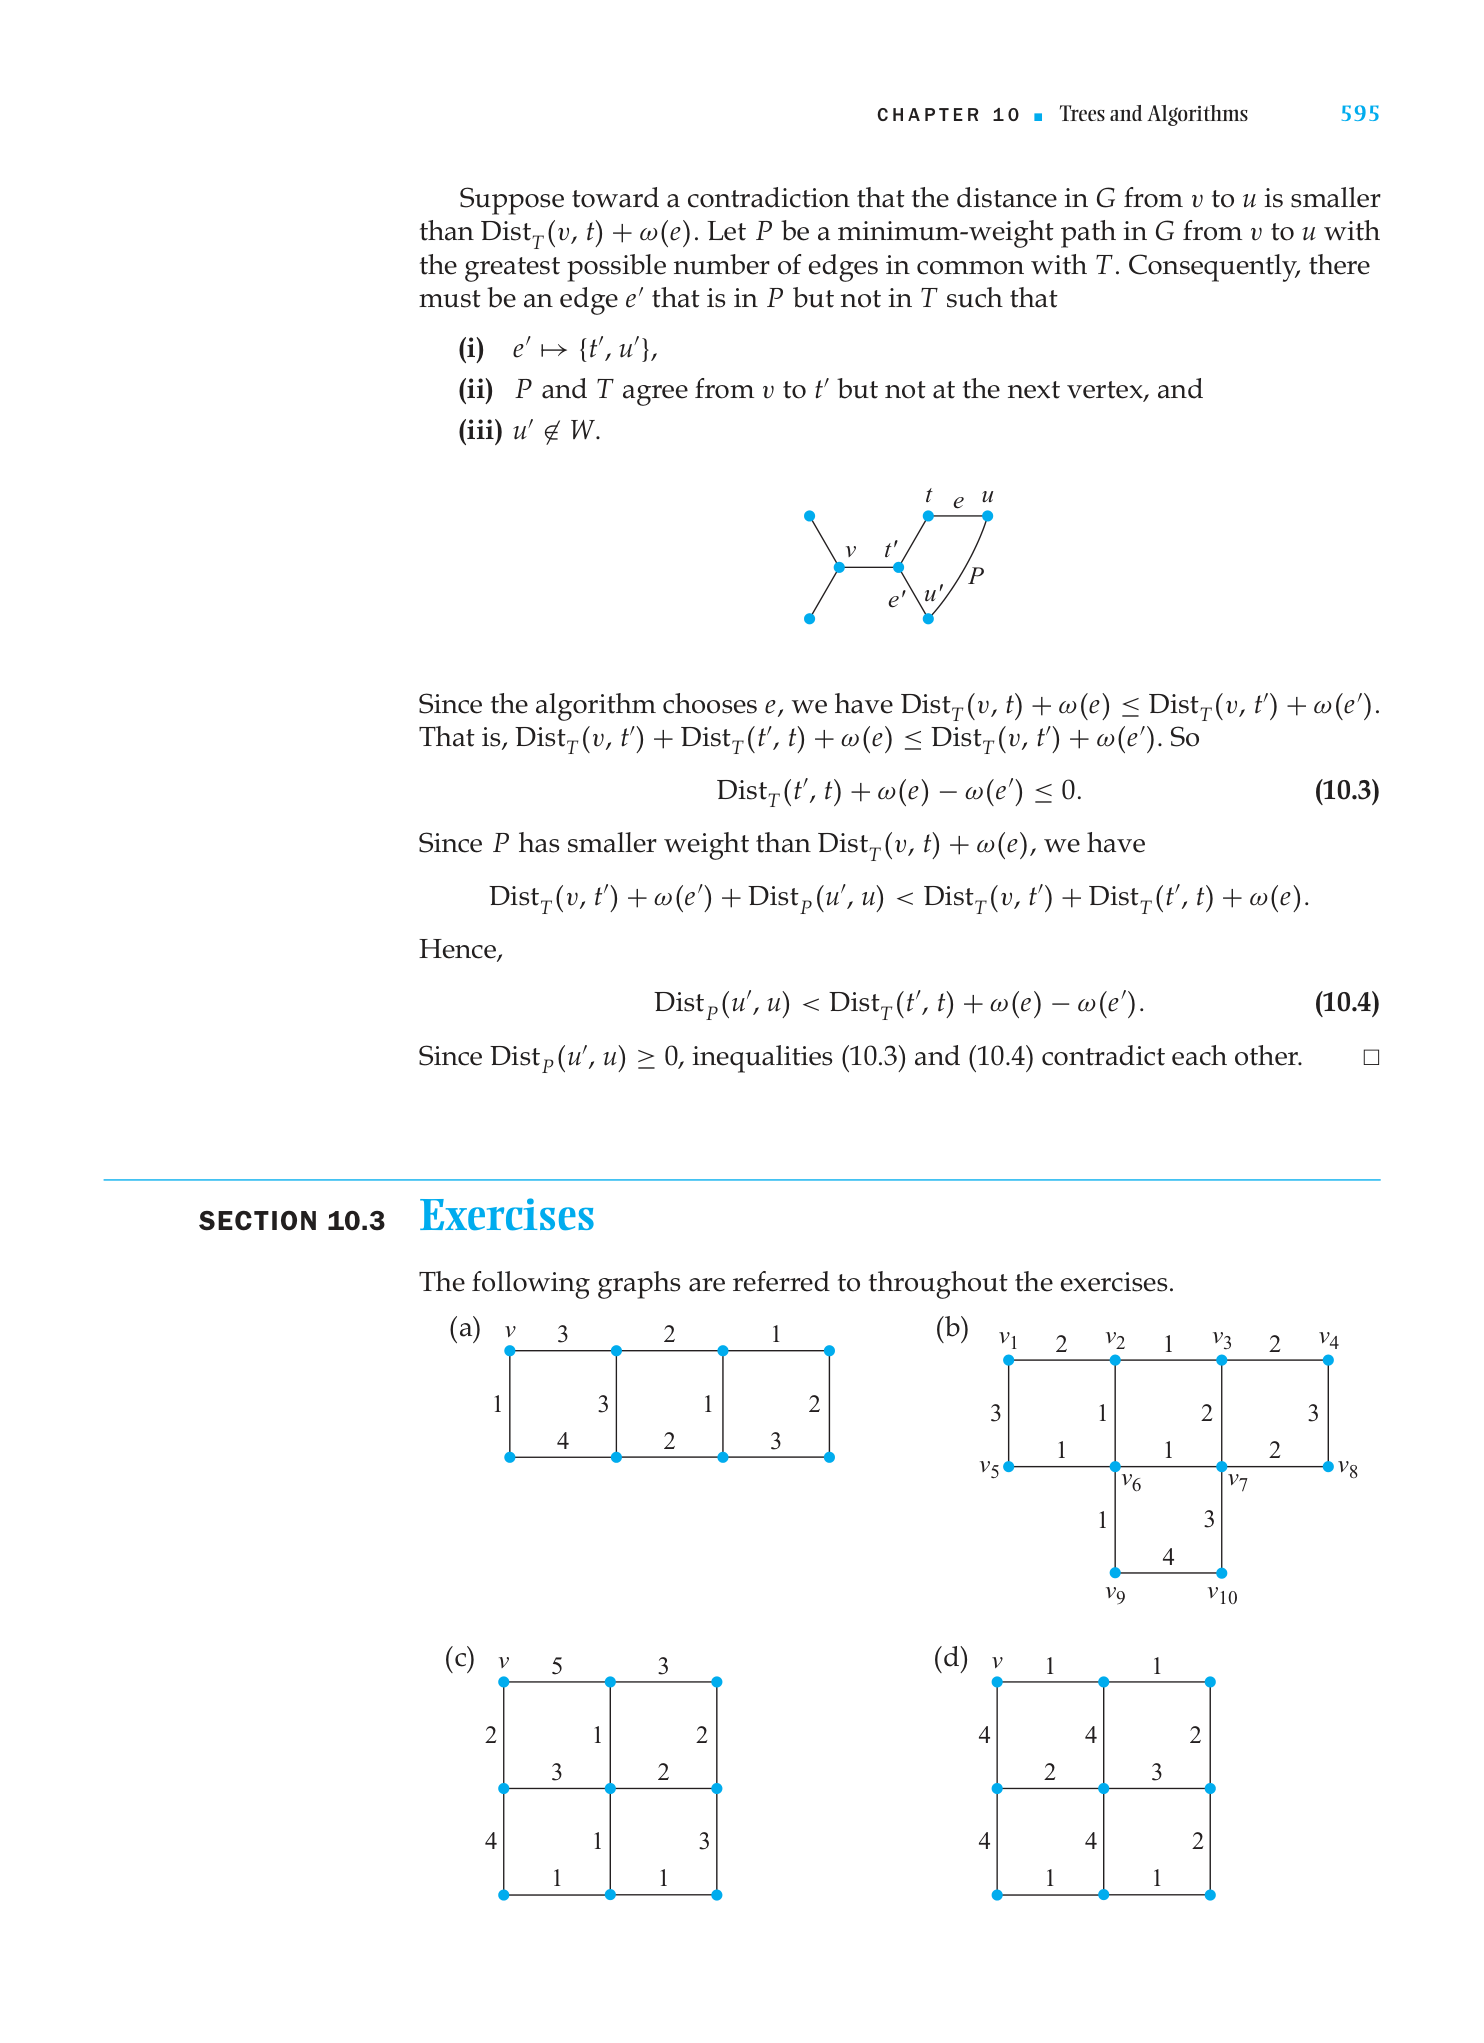 CHAPTER 10 ■ Trees and Algorithms 595
Suppose toward a contradiction that the distance in G from v to u is smaller
than Dist_T(v, t) + ω(e). Let P be a minimum-weight path in G from v to u with
the greatest possible number of edges in common with T. Consequently, there
must be an edge e′ that is in P but not in T such that
(i) e′ ↦ {t′, u′},
(ii) P and T agree from v to t′ but not at the next vertex, and
(iii) u′ ∉ W.
t e u
v t′
P
e′ u′
Since the algorithm chooses e, we have Dist_T(v, t) + ω(e) ≤ Dist_T(v, t′) + ω(e′).
That is, Dist_T(v, t′) + Dist_T(t′, t) + ω(e) ≤ Dist_T(v, t′) + ω(e′). So
Dist_T(t′, t) + ω(e) − ω(e′) ≤ 0. (10.3)
Since P has smaller weight than Dist_T(v, t) + ω(e), we have
Dist_T(v, t′) + ω(e′) + Dist_P(u′, u) < Dist_T(v, t′) + Dist_T(t′, t) + ω(e).
Hence,
Dist_P(u′, u) < Dist_T(t′, t) + ω(e) − ω(e′). (10.4)
Since Dist_P(u′, u) ≥ 0, inequalities (10.3) and (10.4) contradict each other. □
SECTION 10.3 Exercises
The following graphs are referred to throughout the exercises.
(a) v 3 2 1
1 3 1 2
4 2 3
(b) v1 2 v2 1 v3 2 v4
3 1 2 3
1 1 2
v5 v6 v7 v8
1 3
4
v9 v10
(c) v 5 3
2 1 2
3 2
4 1 3
1 1
(d) v 1 1
4 4 2
2 3
4 4 2
1 1